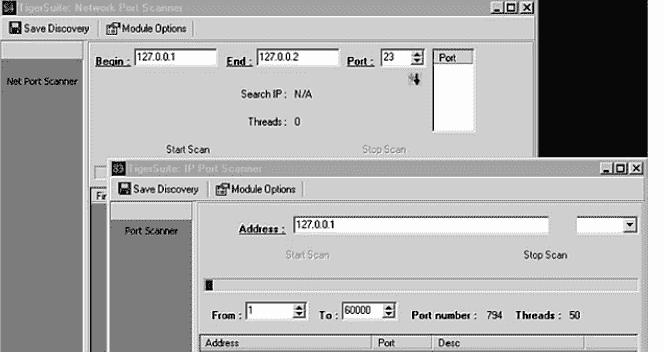 TigerSuite: Network Port Scanner
Save Discovery Module Options
Begin : 127.0.0.1 End : 127.0.0.2 Port : 23 Port
Net Port Scanner
Search IP : N/A
Threads : 0
Start Scan Stop Scan
TigerSuite: IP Port Scanner
Save Discovery Module Options
Port Scanner
Address : 127.0.0.1
Start Scan Stop Scan
From : 1 To : 60000 Port number : 794 Threads : 50
Address Port Desc